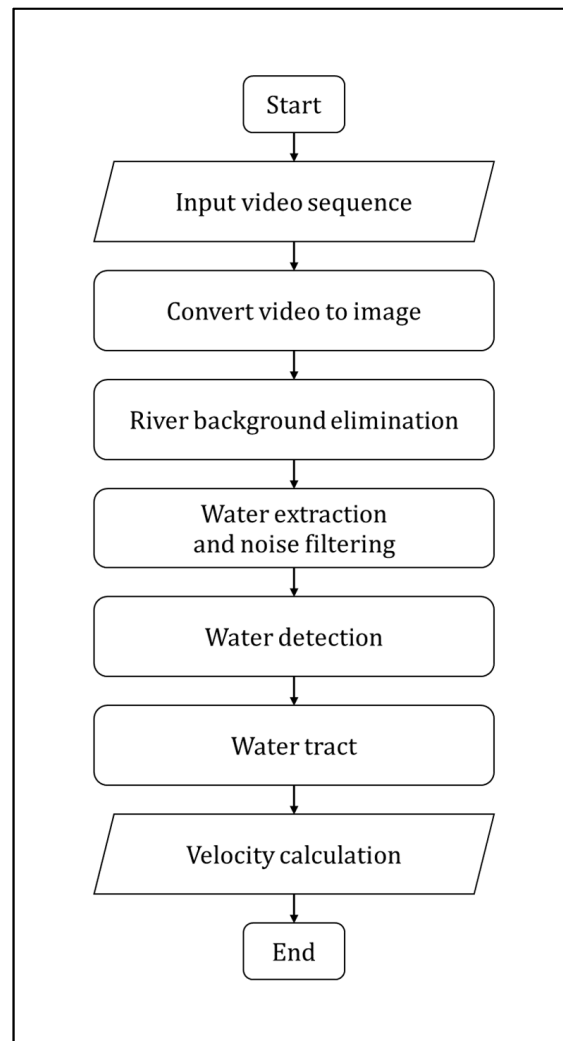 Start
Input video sequence
Convert video to image
River background elimination
Water extraction
and noise filtering
Water detection
Water tract
Velocity calculation
End